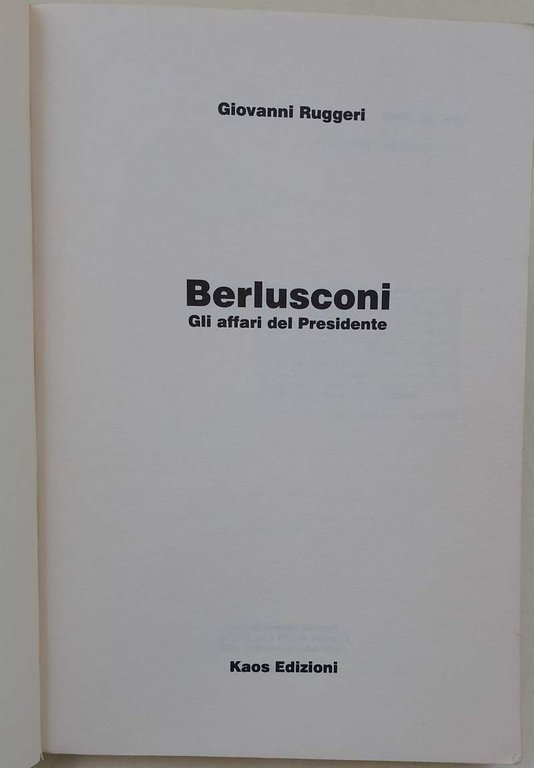 Giovanni Ruggeri
Berlusconi
Gli affari del Presidente
Kaos Edizioni